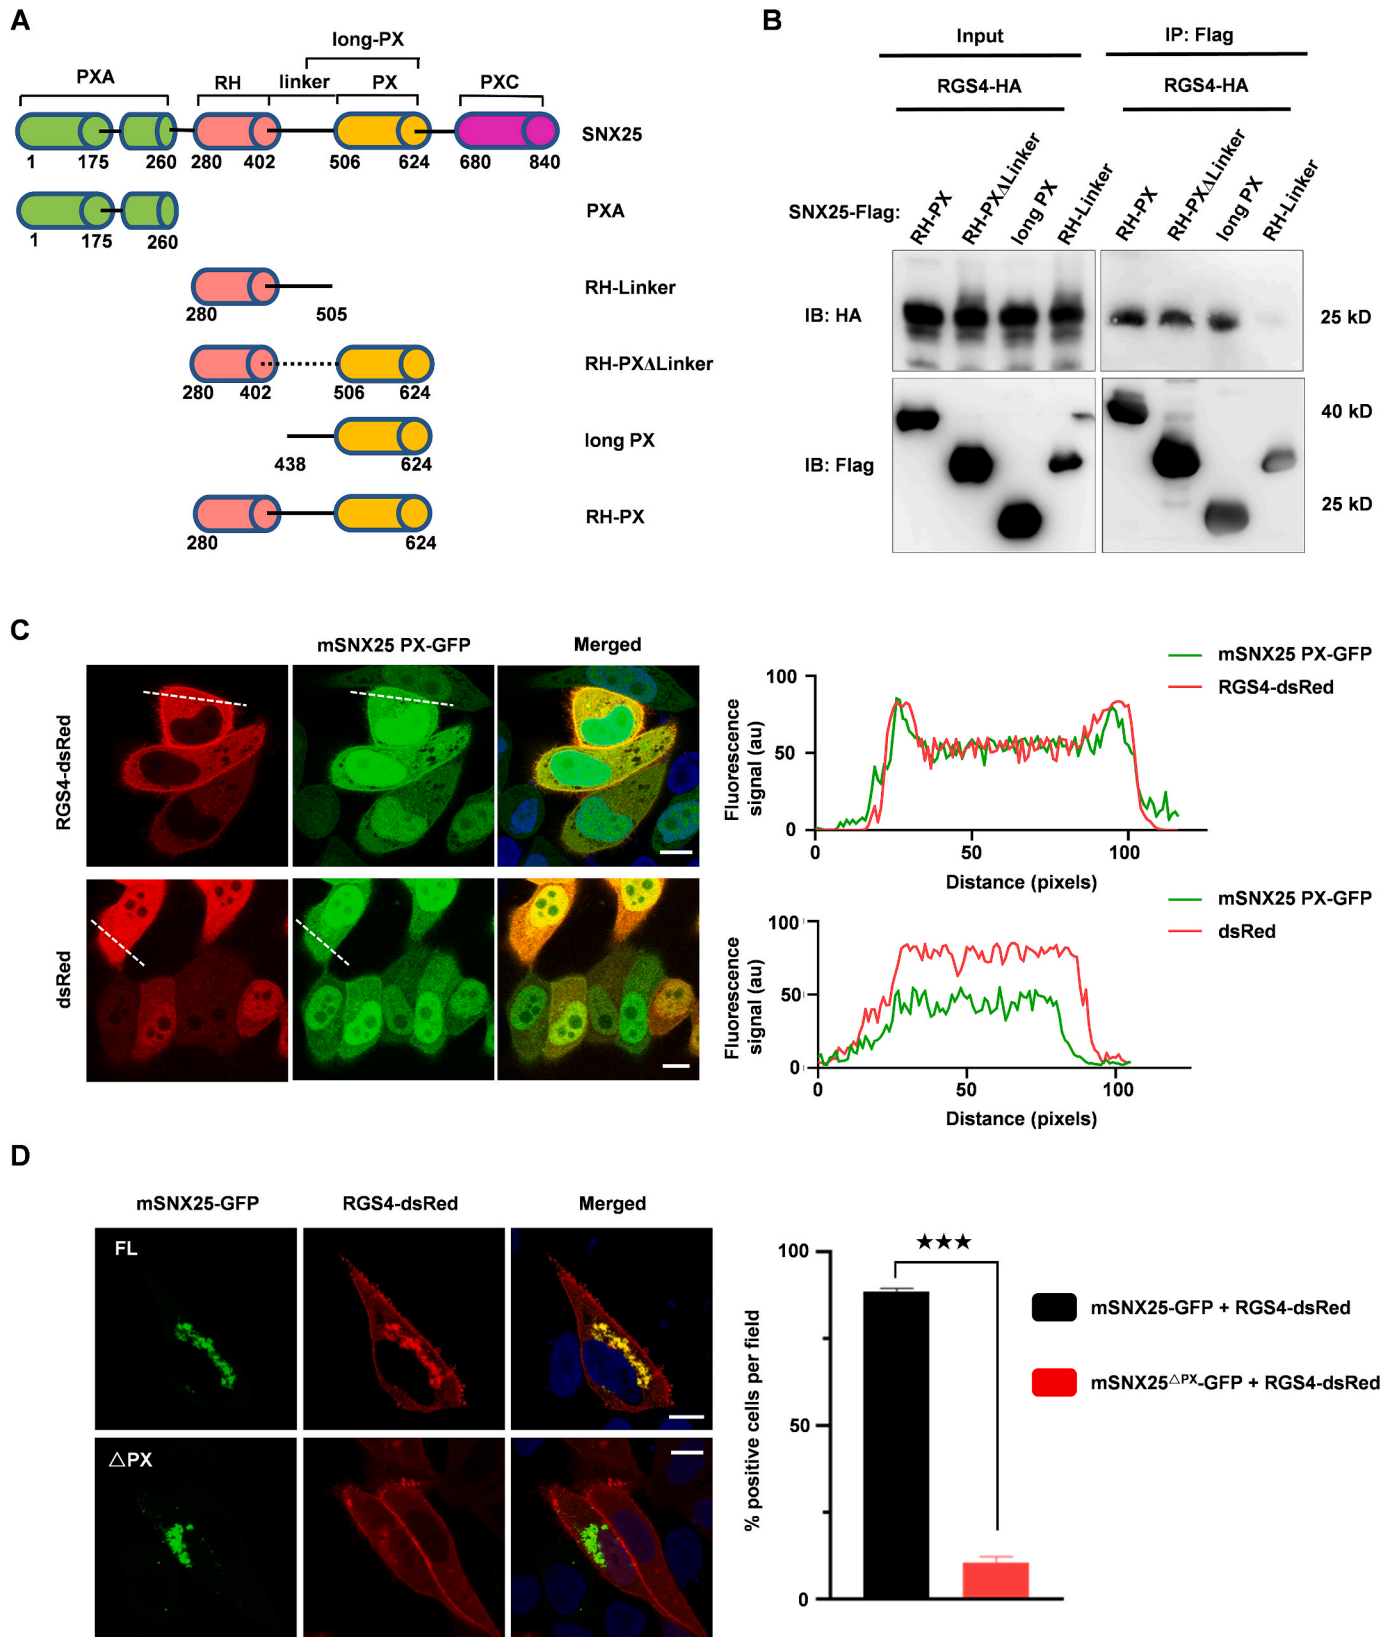 A
long-PX
PXA
RH
linker
PX
PXC
SNX25
1
175
260
280
402
506
624
680
840
PXA
1
175
260
RH-Linker
280
505
RH-PXΔLinker
280
402
506
624
long PX
438
624
RH-PX
280
624
B
Input
IP: Flag
RGS4-HA
RGS4-HA
SNX25-Flag:
RH-PX
RH-PXΔLinker
long PX
RH-Linker
RH-PX
RH-PXΔLinker
long PX
RH-Linker
IB: HA
25 kD
40 kD
IB: Flag
25 kD
C
mSNX25 PX-GFP
Merged
RGS4-dsRed
dsRed
mSNX25 PX-GFP
RGS4-dsRed
Fluorescence
signal (au)
100
50
0
0
50
100
Distance (pixels)
mSNX25 PX-GFP
dsRed
Fluorescence
signal (au)
100
50
0
0
50
100
Distance (pixels)
D
mSNX25-GFP
RGS4-dsRed
Merged
FL
△PX
% positive cells per field
100
50
0
★★★
mSNX25-GFP + RGS4-dsRed
mSNX25△PX-GFP + RGS4-dsRed